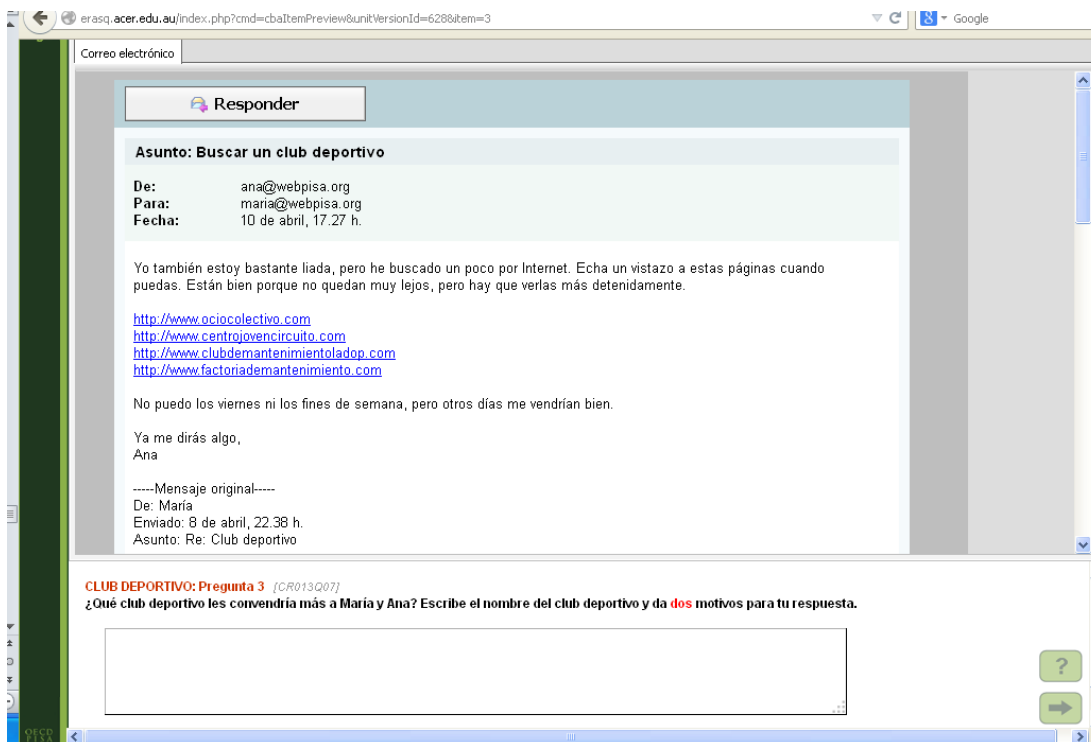 erasq.acer.edu.au/index.php?cmd=cbaItemPreview&unitVersionId=628&item=3
8 Google
Correo electrónico
Responder
Asunto: Buscar un club deportivo
De: ana@webpisa.org
Para: maria@webpisa.org
Fecha: 10 de abril, 17.27 h.
Yo también estoy bastante liada, pero he buscado un poco por Internet. Echa un vistazo a estas páginas cuando
puedas. Están bien porque no quedan muy lejos, pero hay que verlas más detenidamente.
http://www.ociocolectivo.com
http://www.centrojovencircuito.com
http://www.clubdemantenimientoladop.com
http://www.factoriademantenimiento.com
No puedo los viernes ni los fines de semana, pero otros días me vendrían bien.
Ya me dirás algo,
Ana
-----Mensaje original-----
De: María
Enviado: 8 de abril, 22.38 h.
Asunto: Re: Club deportivo
CLUB DEPORTIVO: Pregunta 3 [CR013Q07]
¿Qué club deportivo les convendría más a María y Ana? Escribe el nombre del club deportivo y da dos motivos para tu respuesta.
?
OECD
PISA